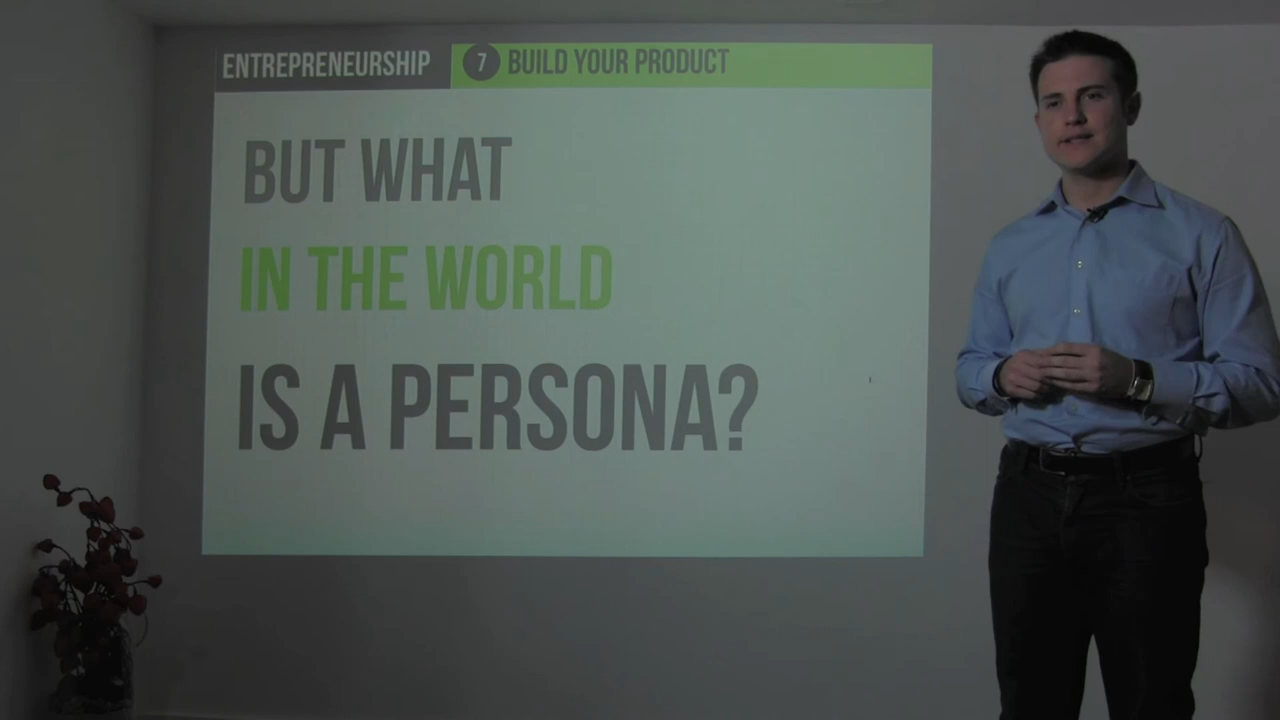 ENTREPRENEURSHIP 7 BUILD YOUR PRODUCT
BUT WHAT
IN THE WORLD
IS A PERSONA?